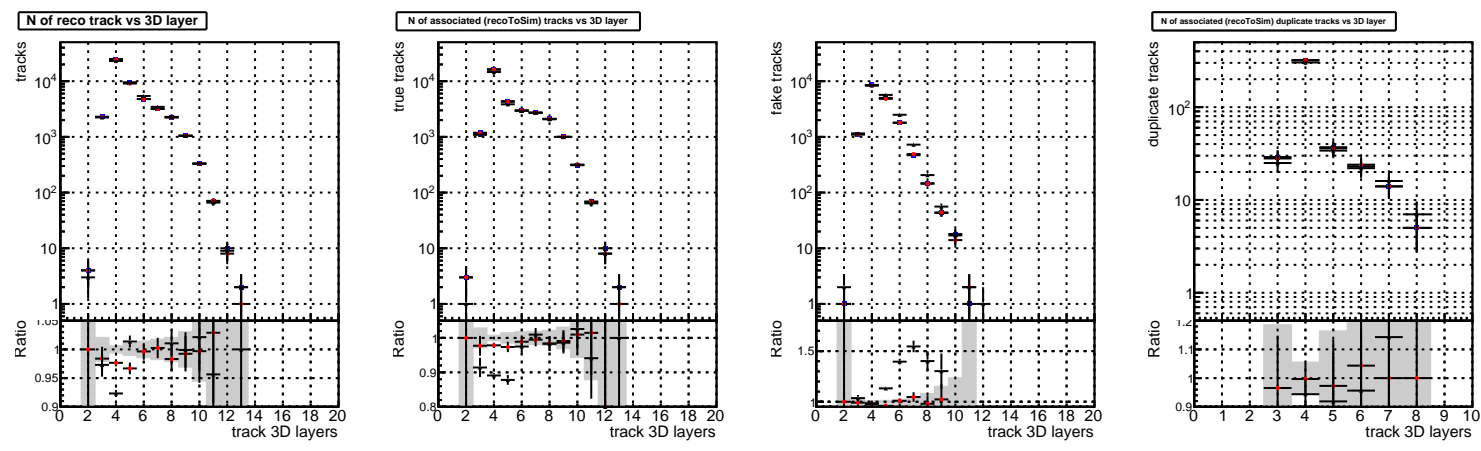 N of reco track vs 3D layer
tracks
10⁴
10³
10²
10
1
Ratio
1.05
1
0.95
0.9
0 2 4 6 8 10 12 14 16 18 20
track 3D layers
N of associated (recoToSim) tracks vs 3D layer
true tracks
10⁴
10³
10²
10
1
Ratio
1
0.9
0.8
0 2 4 6 8 10 12 14 16 18 20
track 3D layers
fake tracks
10⁴
10³
10²
10
1
Ratio
1.5
1
0 2 4 6 8 10 12 14 16 18 20
track 3D layers
N of associated (recoToSim) duplicate tracks vs 3D layer
duplicate tracks
10²
10
1
Ratio
1.2
1.1
1
0.9
0 1 2 3 4 5 6 7 8 9 10
track 3D layers